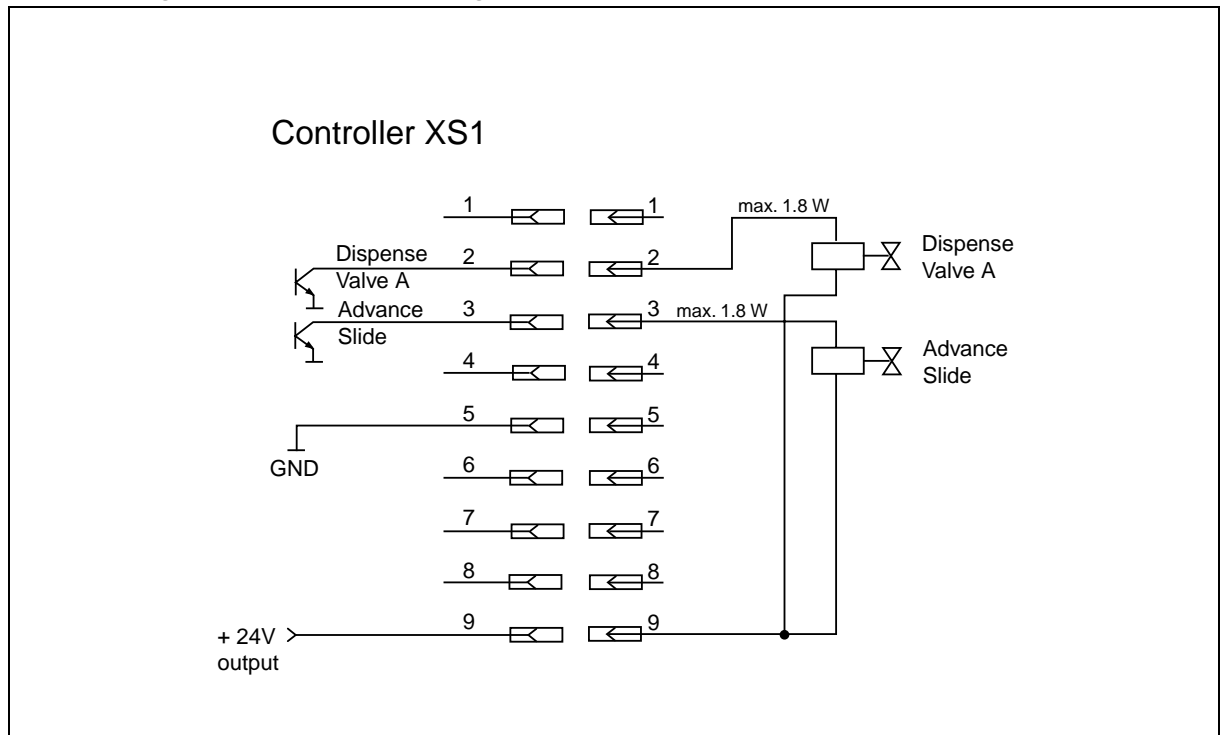 Controller XS1
1 1 max. 1.8 W
Dispense
Valve A
2 2
Dispense
Valve A
Advance
Slide
3 3 max. 1.8 W
4 4
Advance
Slide
5 5
GND
6 6
7 7
8 8
9 9
+ 24V
output